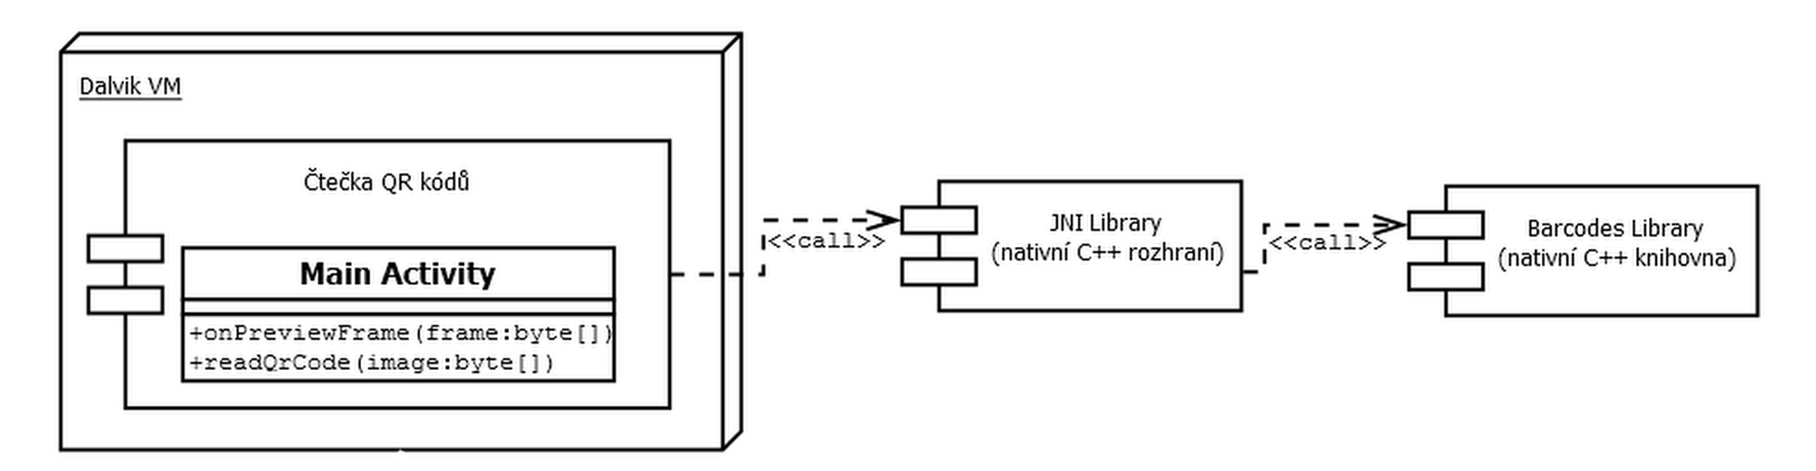 Dalvik VM
Čtečka QR kódů
Main Activity
+onPreviewFrame(frame:byte[])
+readQrCode(image:byte[])
<<call>>
JNI Library
(nativní C++ rozhraní)
<<call>>
Barcodes Library
(nativní C++ knihovna)